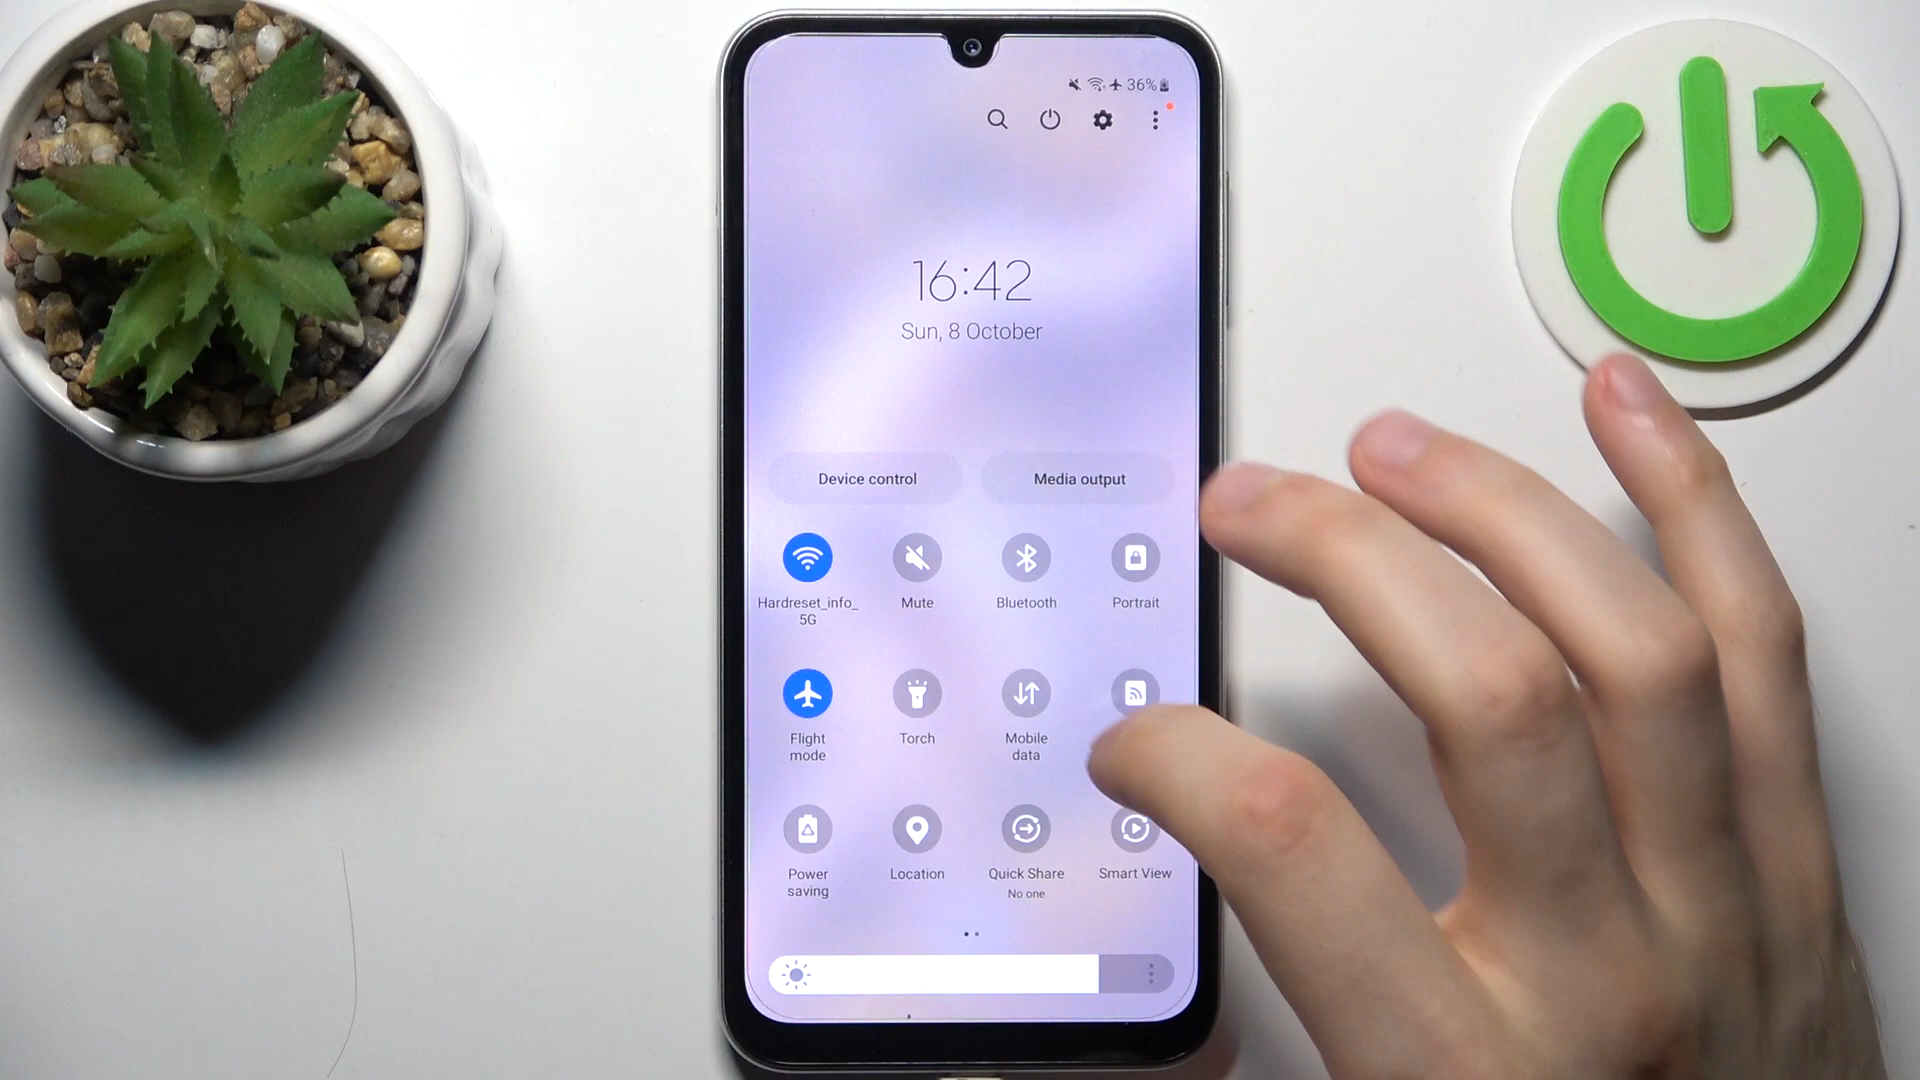 36%
16:42
Sun, 8 October
Device control
Media output
Hardreset_info_
5G
Mute
Bluetooth
Portrait
Flight
mode
Torch
Mobile
data
Power
saving
Location
Quick Share
No one
Smart View